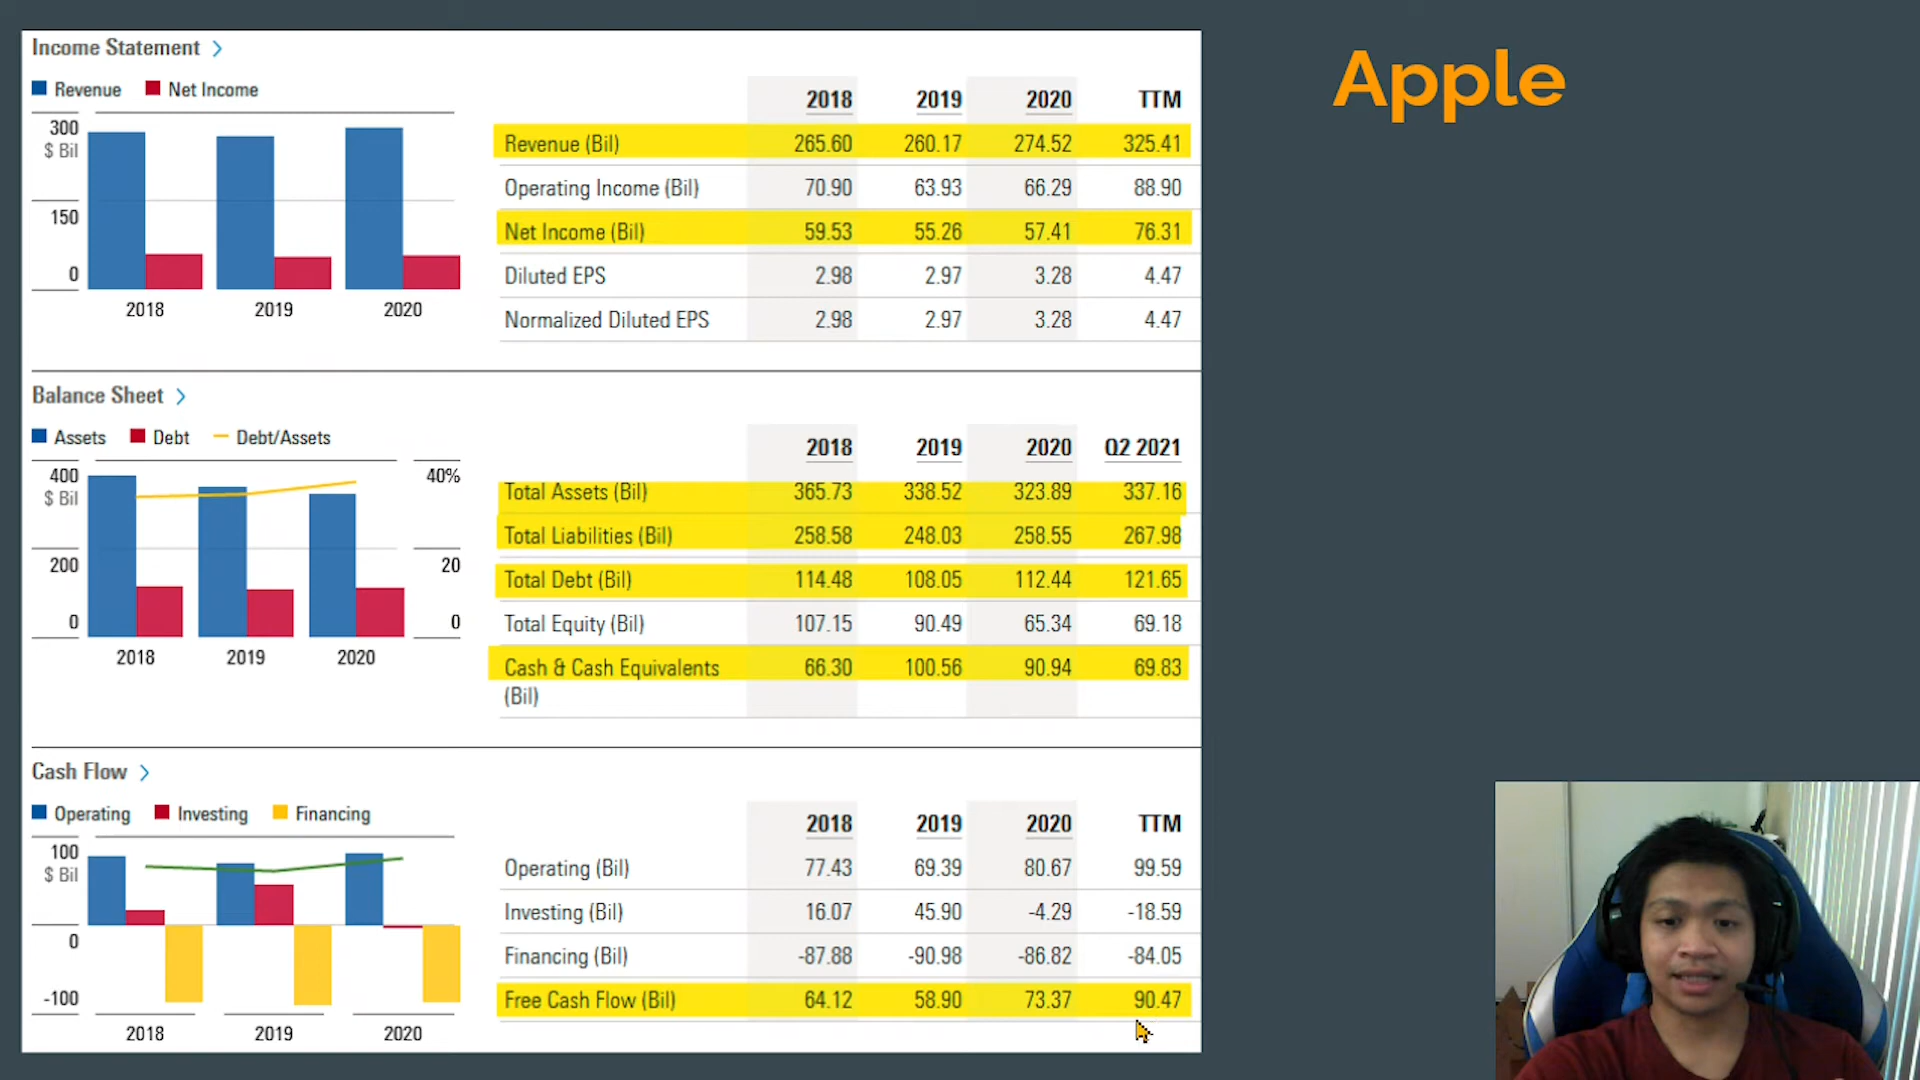 Apple
Income Statement >
Revenue Net Income
300
$ Bil
150
0
2018 2019 2020
2018 2019 2020 TTM
Revenue (Bil) 265.60 260.17 274.52 325.41
Operating Income (Bil) 70.90 63.93 66.29 88.90
Net Income (Bil) 59.53 55.26 57.41 76.31
Diluted EPS 2.98 2.97 3.28 4.47
Normalized Diluted EPS 2.98 2.97 3.28 4.47
Balance Sheet >
Assets Debt Debt/Assets
400 40%
$ Bil
200 20
0 0
2018 2019 2020
2018 2019 2020 Q2 2021
Total Assets (Bil) 365.73 338.52 323.89 337.16
Total Liabilities (Bil) 258.58 248.03 258.55 267.98
Total Debt (Bil) 114.48 108.05 112.44 121.65
Total Equity (Bil) 107.15 90.49 65.34 69.18
Cash & Cash Equivalents 66.30 100.56 90.94 69.83
(Bil)
Cash Flow >
Operating Investing Financing
100
$ Bil
0
-100
2018 2019 2020
2018 2019 2020 TTM
Operating (Bil) 77.43 69.39 80.67 99.59
Investing (Bil) 16.07 45.90 -4.29 -18.59
Financing (Bil) -87.88 -90.98 -86.82 -84.05
Free Cash Flow (Bil) 64.12 58.90 73.37 90.47